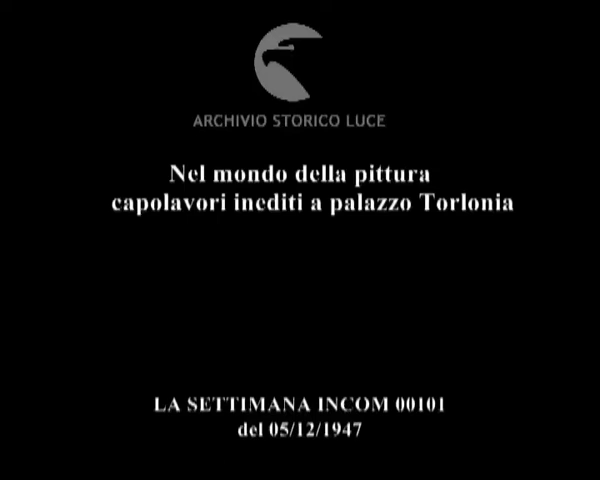 ARCHIVIO STORICO LUCE
Nel mondo della pittura
capolavori inediti a palazzo Torlonia
LA SETTIMANA INCOM 00101
del 05/12/1947